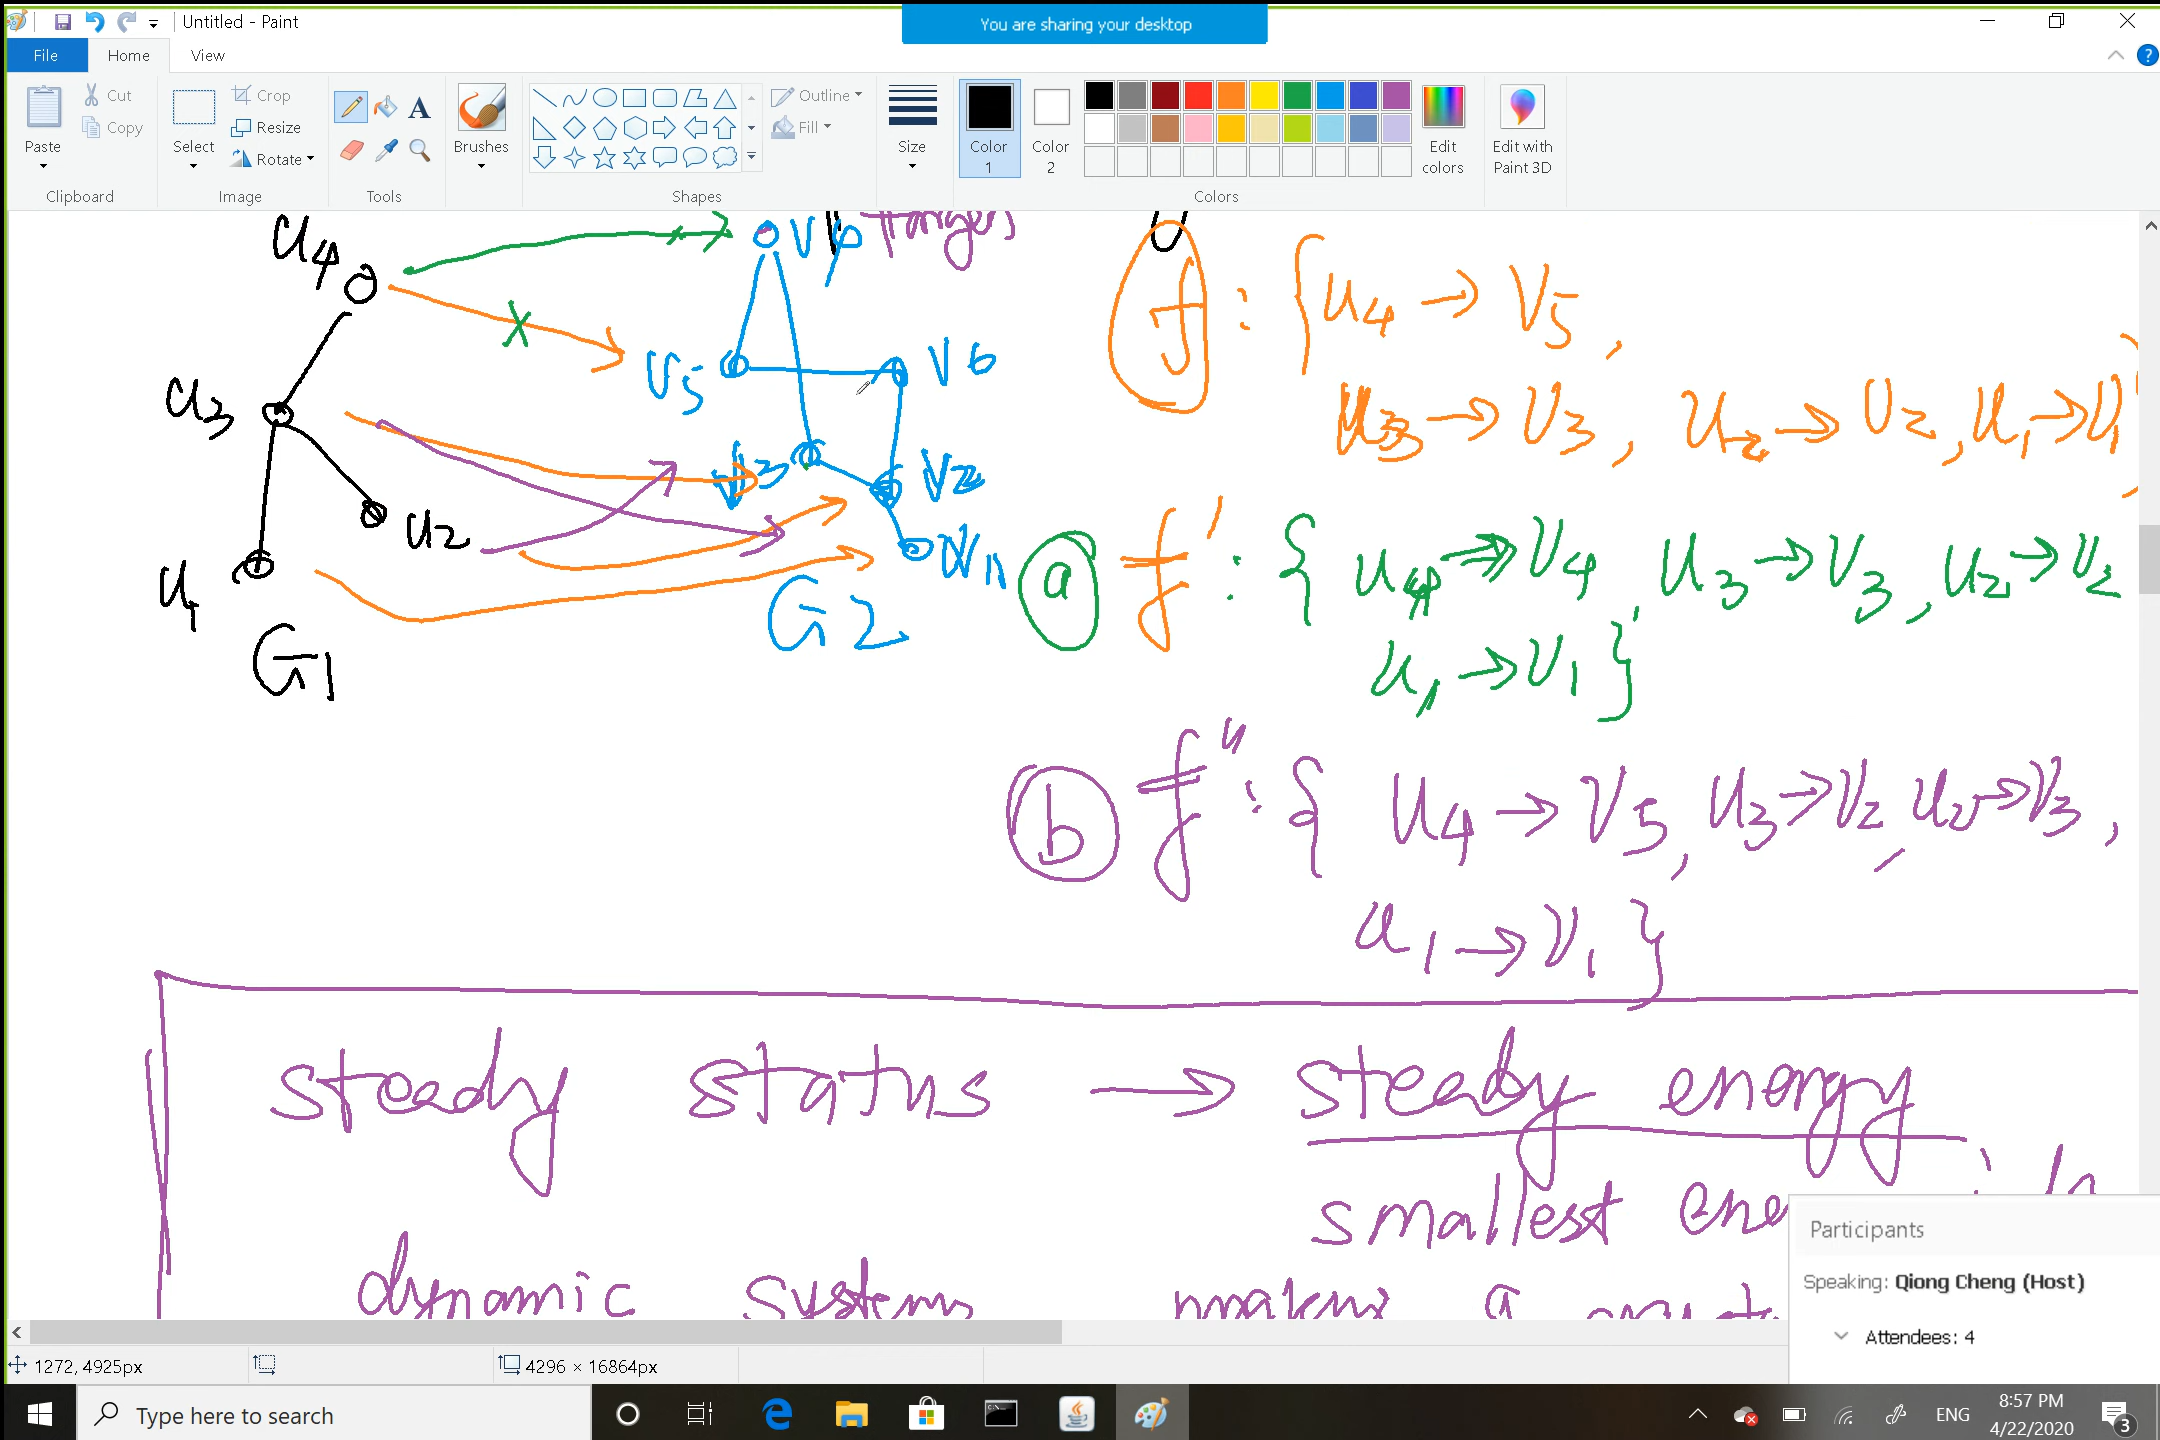 Untitled - Paint
You are sharing your desktop
File Home View
Cut
Copy
Paste
Clipboard
Crop
Resize
Rotate
Select
Image
Tools
Brushes
Outline
Fill
Shapes
Size
Color 1
Color 2
Colors
Edit colors
Edit with Paint 3D
u4
u3
u2
u1
G1
V5
V6
V3
V2
V1
G2
f : { u4 → V5 ,
u3 → V3 , u2 → V2 , u1 → V1
a f' : { u4 → V4 , u3 → V3 , u2 → V2
u1 → V1 }
b f" : { u4 → V5 , u3 → V2 , u2 → V3 ,
u1 → V1 }
steady status → steady energy
smallest
dynamic systems
Participants
Speaking: Qiong Cheng (Host)
Attendees: 4
1272, 4925px
4296 × 16864px
Type here to search
ENG
8:57 PM
4/22/2020
3